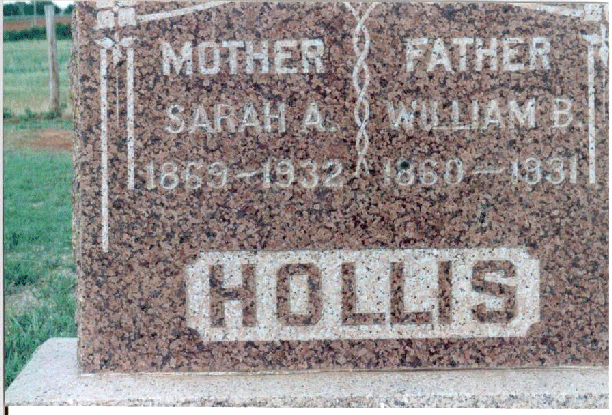 MOTHER FATHER
SARAH A. WILLIAM B.
1869–1932 1860–1931
HOLLIS